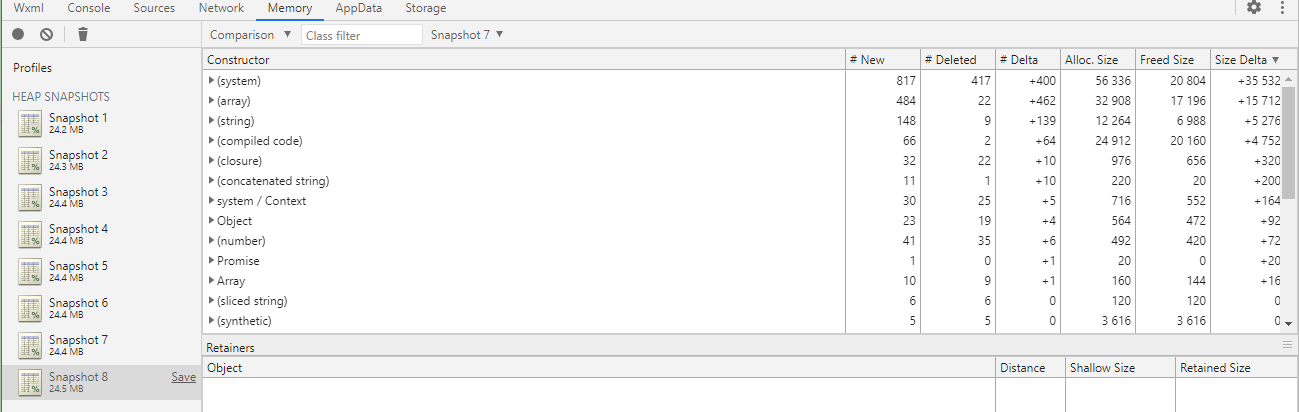 Wxml Console Sources Network Memory AppData Storage
Comparison ▼ Class filter Snapshot 7 ▼
Profiles
HEAP SNAPSHOTS
Snapshot 1
24.2 MB
Snapshot 2
24.3 MB
Snapshot 3
24.4 MB
Snapshot 4
24.4 MB
Snapshot 5
24.4 MB
Snapshot 6
24.4 MB
Snapshot 7
24.4 MB
Snapshot 8 Save
24.5 MB
Constructor # New # Deleted # Delta Alloc. Size Freed Size Size Delta ▼
(system) 817 417 +400 56 336 20 804 +35 532
(array) 484 22 +462 32 908 17 196 +15 712
(string) 148 9 +139 12 264 6 988 +5 276
(compiled code) 66 2 +64 24 912 20 160 +4 752
(closure) 32 22 +10 976 656 +320
(concatenated string) 11 1 +10 220 20 +200
system / Context 30 25 +5 716 552 +164
Object 23 19 +4 564 472 +92
(number) 41 35 +6 492 420 +72
Promise 1 0 +1 20 0 +20
Array 10 9 +1 160 144 +16
(sliced string) 6 6 0 120 120 0
(synthetic) 5 5 0 3 616 3 616 0
Retainers
Object Distance Shallow Size Retained Size